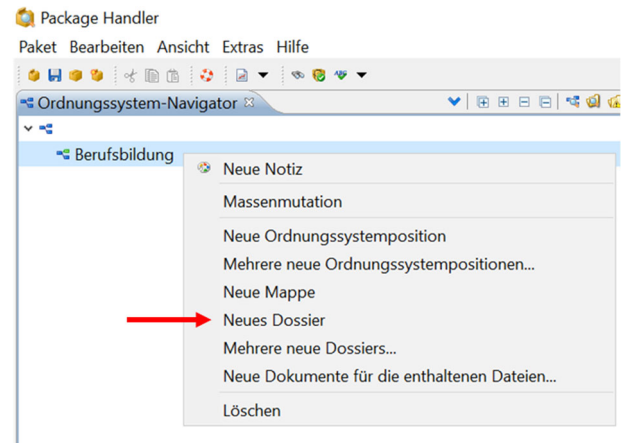 Package Handler
Paket Bearbeiten Ansicht Extras Hilfe
Ordnungssystem-Navigator
Berufsbildung
Neue Notiz
Massenmutation
Neue Ordnungssystemposition
Mehrere neue Ordnungssystempositionen...
Neue Mappe
Neues Dossier
Mehrere neue Dossiers...
Neue Dokumente für die enthaltenen Dateien...
Löschen